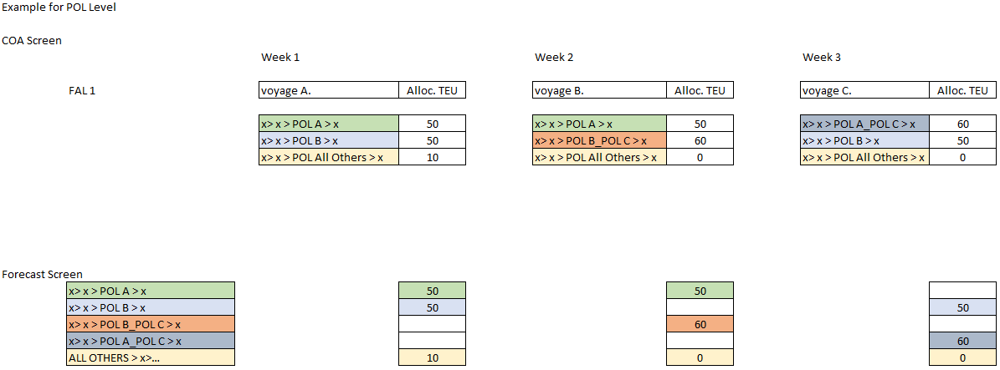 Example for POL Level
COA Screen
Week 1 Week 2 Week 3
FAL 1 voyage A. Alloc. TEU voyage B. Alloc. TEU voyage C. Alloc. TEU
x> x > POL A > x 50 x> x > POL A > x 50 x> x > POL A_POL C > x 60
x> x > POL B > x 50 x> x > POL B_POL C > x 60 x> x > POL B > x 50
x> x > POL All Others > x 10 x> x > POL All Others > x 0 x> x > POL All Others > x 0
Forecast Screen
x> x > POL A > x 50 50
x> x > POL B > x 50 50
x> x > POL B_POL C > x 60
x> x > POL A_POL C > x 60
ALL OTHERS > x>... 10 0 0